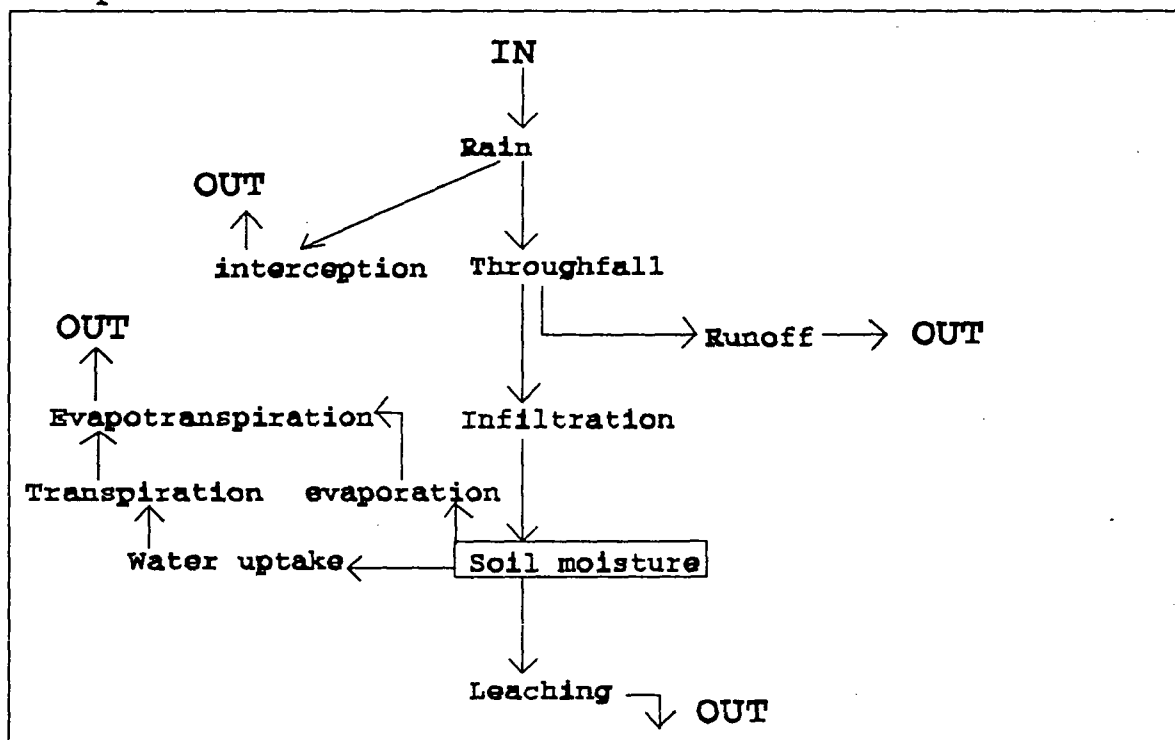 IN
Rain
OUT
interception Throughfall
OUT
Runoff OUT
Evapotranspiration Infiltration
Transpiration evaporation
Water uptake Soil moisture
Leaching
OUT